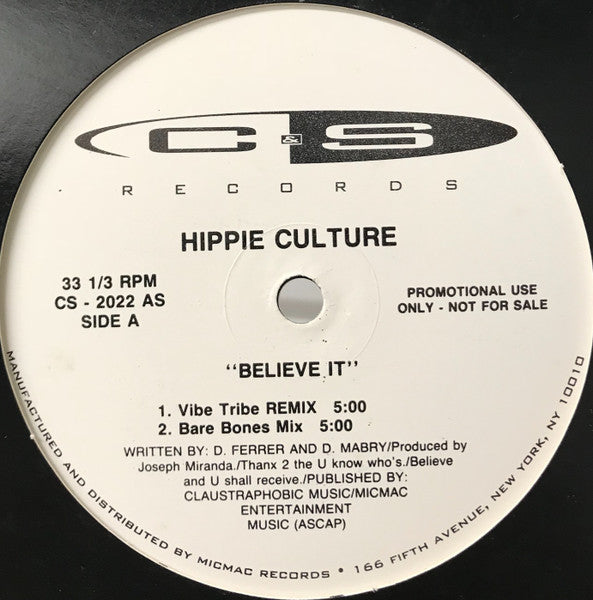 C & S
RECORDS
HIPPIE CULTURE
33 1/3 RPM
CS - 2022 AS
SIDE A
PROMOTIONAL USE
ONLY - NOT FOR SALE
"BELIEVE IT"
1. Vibe Tribe REMIX 5:00
2. Bare Bones Mix 5:00
WRITTEN BY: D. FERRER AND D. MABRY/Produced by
Joseph Miranda./Thanx 2 the U know who's./Believe
and U shall receive./PUBLISHED BY:
CLAUSTRAPHOBIC MUSIC/MICMAC
ENTERTAINMENT
MUSIC (ASCAP)
MANUFACTURED AND DISTRIBUTED BY MICMAC RECORDS • 166 FIFTH AVENUE, NEW YORK, NY 10010